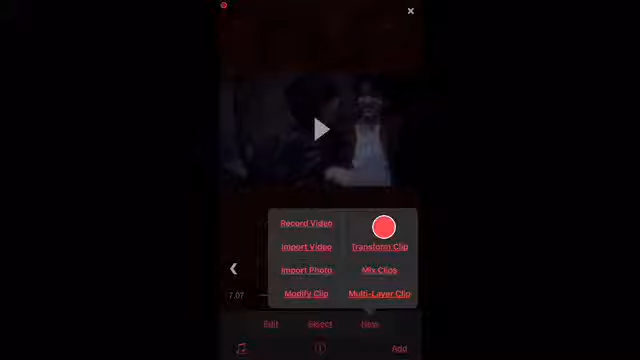 Record Video
Import Video Transform Clip
Import Photo Mix Clips
Modify Clip Multi-Layer Clip
7.07
Edit Select New
Add